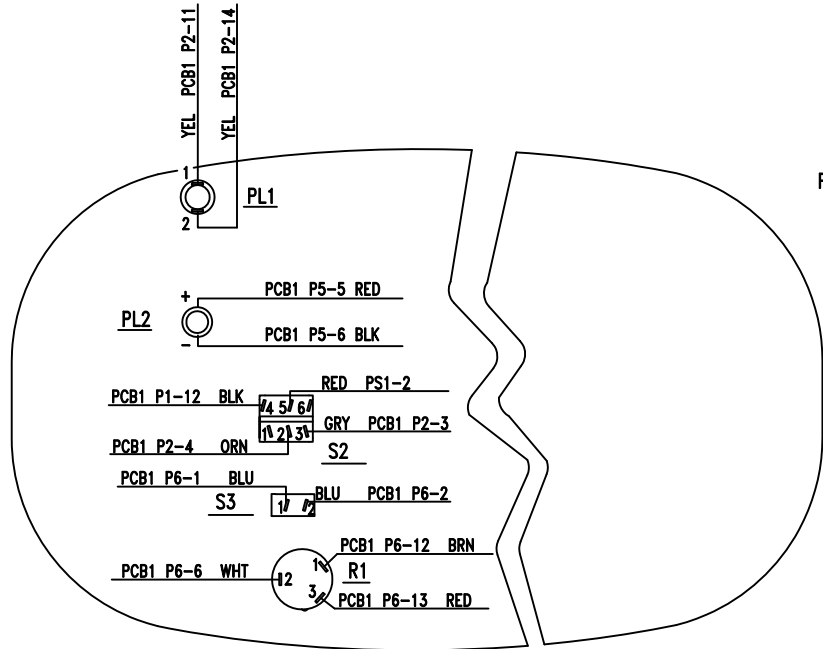 YEL PCB1 P2-11
YEL PCB1 P2-14
1
PL1
2
F
+
PCB1 P5-5 RED
PL2
PCB1 P5-6 BLK
−
RED PS1-2
PCB1 P1-12 BLK
4 5 6
1 2 3
GRY PCB1 P2-3
PCB1 P2-4 ORN
S2
PCB1 P6-1 BLU
S3
1 2
BLU PCB1 P6-2
PCB1 P6-12 BRN
1
R1
PCB1 P6-6 WHT
2
3
PCB1 P6-13 RED